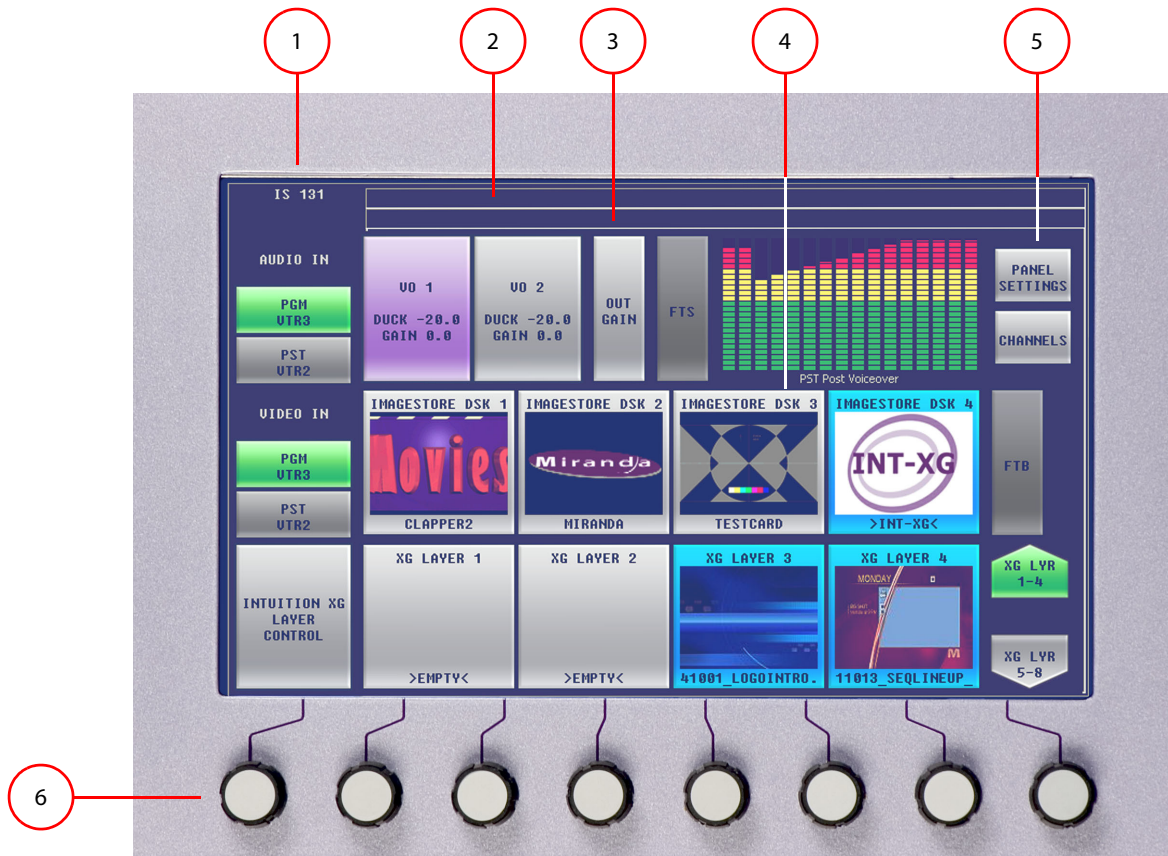 1
2
3
4
5
IS 131
AUDIO IN
PGM
VTR3
PST
VTR2
VO 1
DUCK -20.0
GAIN 0.0
VO 2
DUCK -20.0
GAIN 0.0
OUT
GAIN
FTS
PST Post Voiceover
PANEL
SETTINGS
CHANNELS
VIDEO IN
PGM
VTR3
PST
VTR2
IMAGESTORE DSK 1
Movies
CLAPPER2
IMAGESTORE DSK 2
Miranda
MIRANDA
IMAGESTORE DSK 3
TESTCARD
IMAGESTORE DSK 4
INT-XG
>INT-XG<
FTB
INTUITION XG
LAYER
CONTROL
XG LAYER 1
>EMPTY<
XG LAYER 2
>EMPTY<
XG LAYER 3
41001_LOGOINTRO.
XG LAYER 4
MONDAY
M
11013_SEQLINEUP_
XG LYR
1-4
XG LYR
5-8
6